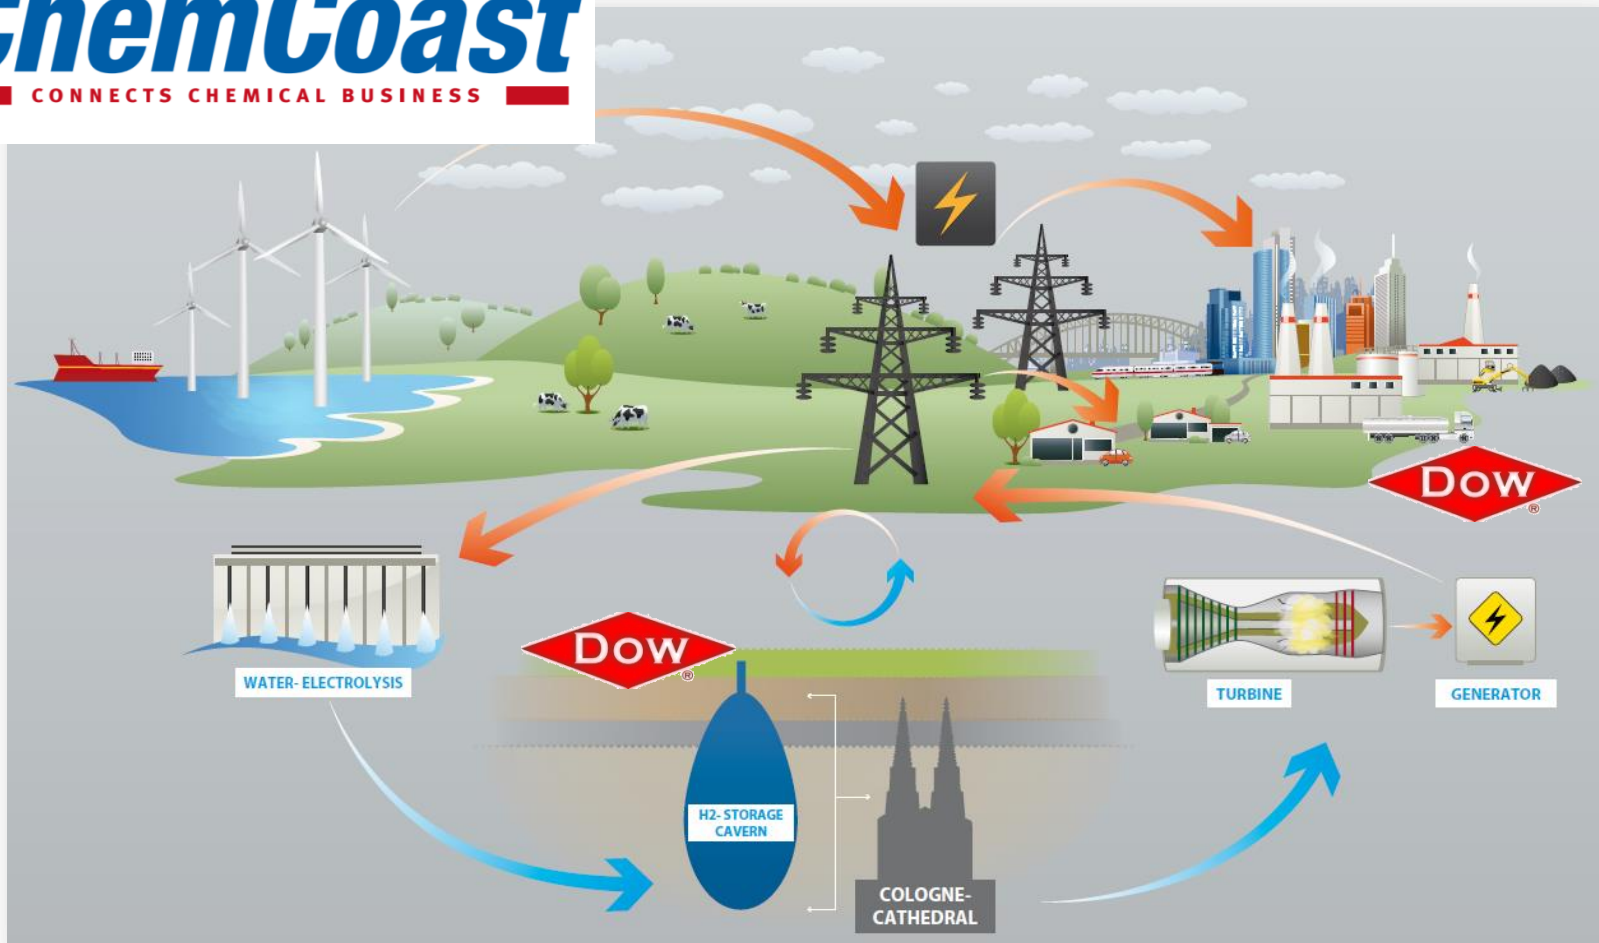 ChemCoast
CONNECTS CHEMICAL BUSINESS
DOW
®
WATER- ELECTROLYSIS
DOW
®
TURBINE
GENERATOR
H2- STORAGE
CAVERN
COLOGNE-
CATHEDRAL